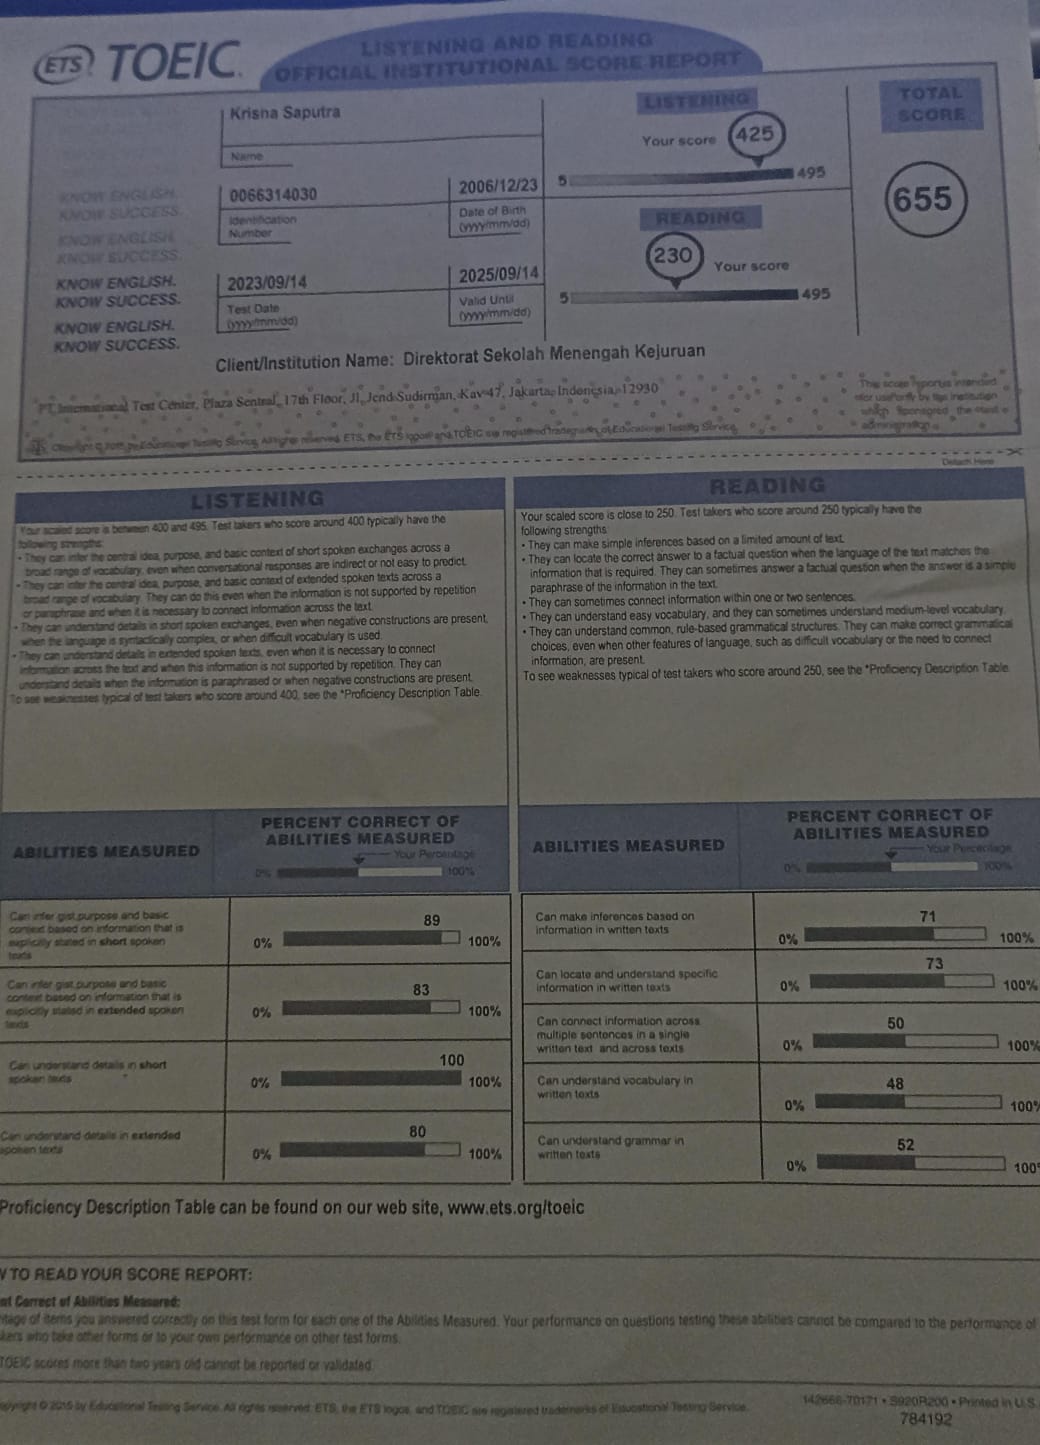 ETS TOEIC.
LISTENING AND READING
OFFICIAL INSTITUTIONAL SCORE REPORT
Krisna Saputra
Name
0066314030
Identification
Number
2006/12/23
Date of Birth
(yyyy/mm/dd)
2023/09/14
Test Date
(yyyy/mm/dd)
2025/09/14
Valid Until
(yyyy/mm/dd)
KNOW ENGLISH.
KNOW SUCCESS.
KNOW ENGLISH.
KNOW SUCCESS.
KNOW ENGLISH.
KNOW SUCCESS.
KNOW ENGLISH.
KNOW SUCCESS.
LISTENING
Your score 425
5 495
READING
230 Your score
5 495
TOTAL
SCORE
655
Client/Institution Name: Direktorat Sekolah Menengah Kejuruan
PT. International Test Center, Plaza Sentral, 17th Floor, Jl. Jend Sudirman, Kav 47, Jakarta, Indonesia, 12930
This score report is intended
for use only by the institution
which sponsored the test
administration
Copyright © 2015 by Educational Testing Service. All rights reserved. ETS, the ETS logos, and TOEIC are registered trademarks of Educational Testing Service.
Detach Here
LISTENING
Your scaled score is between 400 and 495. Test takers who score around 400 typically have the
following strengths:
• They can infer the central idea, purpose, and basic context of short spoken exchanges across a
broad range of vocabulary, even when conversational responses are indirect or not easy to predict.
• They can infer the central idea, purpose, and basic context of extended spoken texts across a
broad range of vocabulary. They can do this even when the information is not supported by repetition
or paraphrase and when it is necessary to connect information across the text.
• They can understand details in short spoken exchanges, even when negative constructions are present,
when the language is syntactically complex, or when difficult vocabulary is used.
• They can understand details in extended spoken texts, even when it is necessary to connect
information across the text and when this information is not supported by repetition. They can
understand details when the information is paraphrased or when negative constructions are present.
To see weaknesses typical of test takers who score around 400, see the *Proficiency Description Table.
READING
Your scaled score is close to 250. Test takers who score around 250 typically have the
following strengths:
• They can make simple inferences based on a limited amount of text.
• They can locate the correct answer to a factual question when the language of the text matches the
information that is required. They can sometimes answer a factual question when the answer is a simple
paraphrase of the information in the text.
• They can sometimes connect information within one or two sentences.
• They can understand easy vocabulary, and they can sometimes understand medium-level vocabulary.
• They can understand common, rule-based grammatical structures. They can make correct grammatical
choices, even when other features of language, such as difficult vocabulary or the need to connect
information, are present.
To see weaknesses typical of test takers who score around 250, see the *Proficiency Description Table.
ABILITIES MEASURED
PERCENT CORRECT OF
ABILITIES MEASURED
Your Percentage
0% 100%
Can infer gist, purpose and basic
context based on information that is
explicitly stated in short spoken
texts
89
0% 100%
Can infer gist, purpose and basic
context based on information that is
explicitly stated in extended spoken
texts
83
0% 100%
Can understand details in short
spoken texts
100
0% 100%
Can understand details in extended
spoken texts
80
0% 100%
ABILITIES MEASURED
PERCENT CORRECT OF
ABILITIES MEASURED
Your Percentage
0% 100%
Can make inferences based on
information in written texts
71
0% 100%
Can locate and understand specific
information in written texts
73
0% 100%
Can connect information across
multiple sentences in a single
written text and across texts
50
0% 100%
Can understand vocabulary in
written texts
48
0% 100%
Can understand grammar in
written texts
52
0% 100%
Proficiency Description Table can be found on our web site, www.ets.org/toeic
TO READ YOUR SCORE REPORT:
nt Correct of Abilities Measured:
ntage of items you answered correctly on this test form for each one of the Abilities Measured. Your performance on questions testing these abilities cannot be compared to the performance of
kers who take other forms or to your own performance on other test forms.
TOEIC scores more than two years old cannot be reported or validated.
opyright © 2015 by Educational Testing Service. All rights reserved. ETS, the ETS logos, and TOEIC are registered trademarks of Educational Testing Service.
142666-70171 • S920R200 • Printed in U.S.
784192